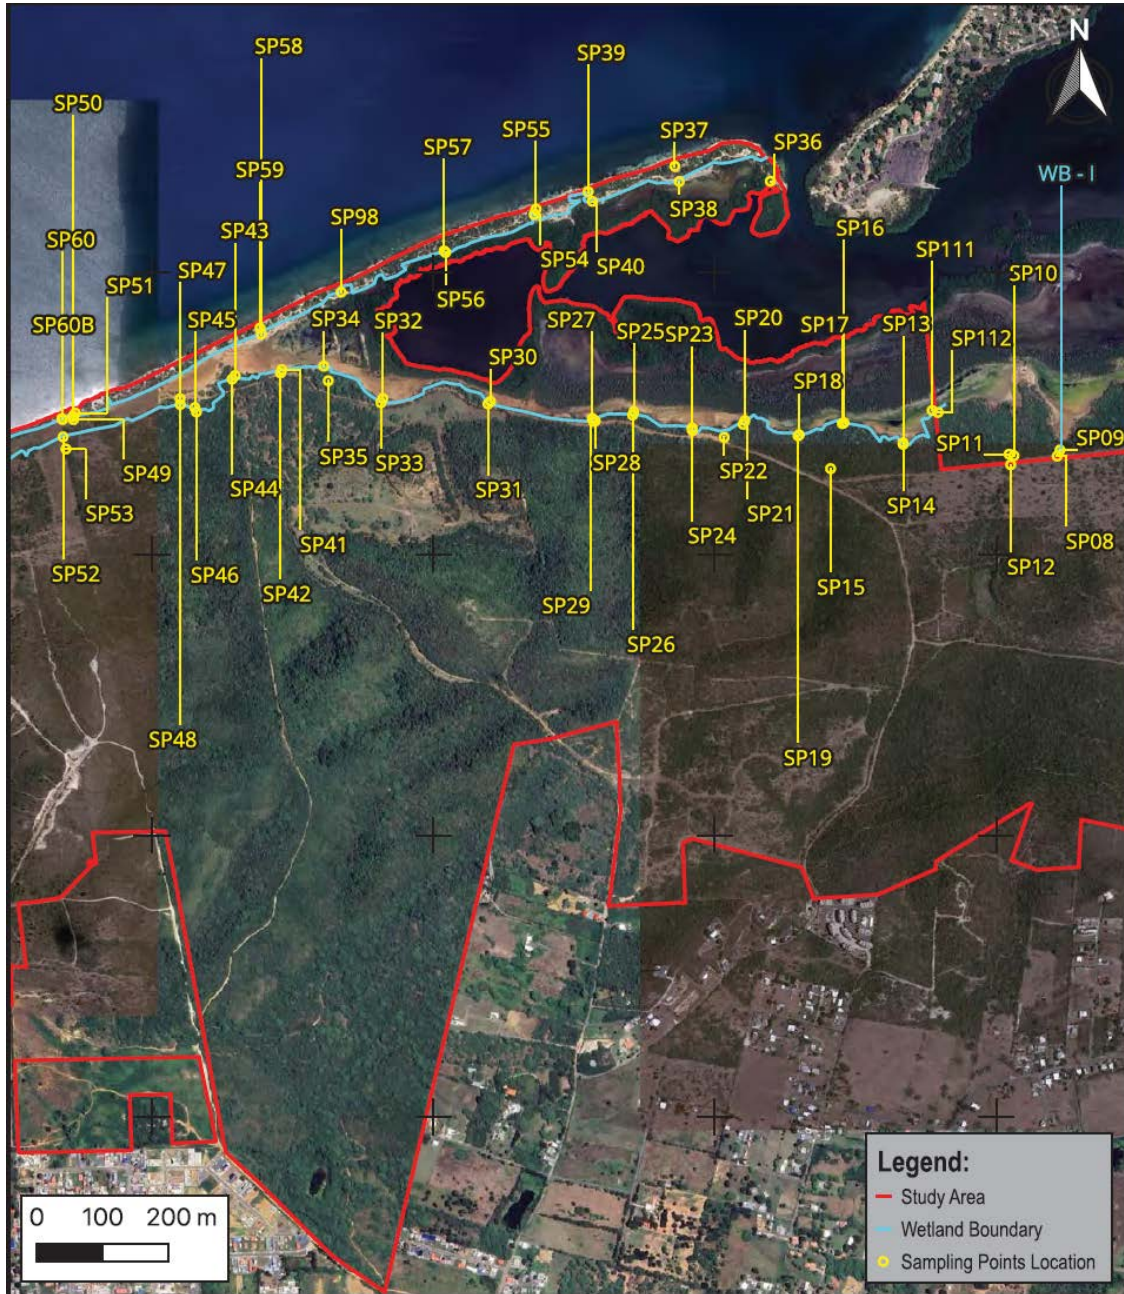 SP58
SP39
N
SP50
SP55
SP37
SP36
SP57
SP59
WB - I
SP38
SP60
SP43
SP98
SP16
SP47
SP54
SP40
SP111
SP10
SP51
SP56
SP60B
SP45
SP34
SP32
SP27
SP25
SP23
SP20
SP17
SP13
SP112
SP30
SP18
SP49
SP44
SP35
SP33
SP28
SP22
SP11
SP09
SP53
SP31
SP24
SP21
SP14
SP41
SP08
SP52
SP46
SP42
SP12
SP29
SP15
SP26
SP48
SP19
Legend:
Study Area
Wetland Boundary
Sampling Points Location
0 100 200 m